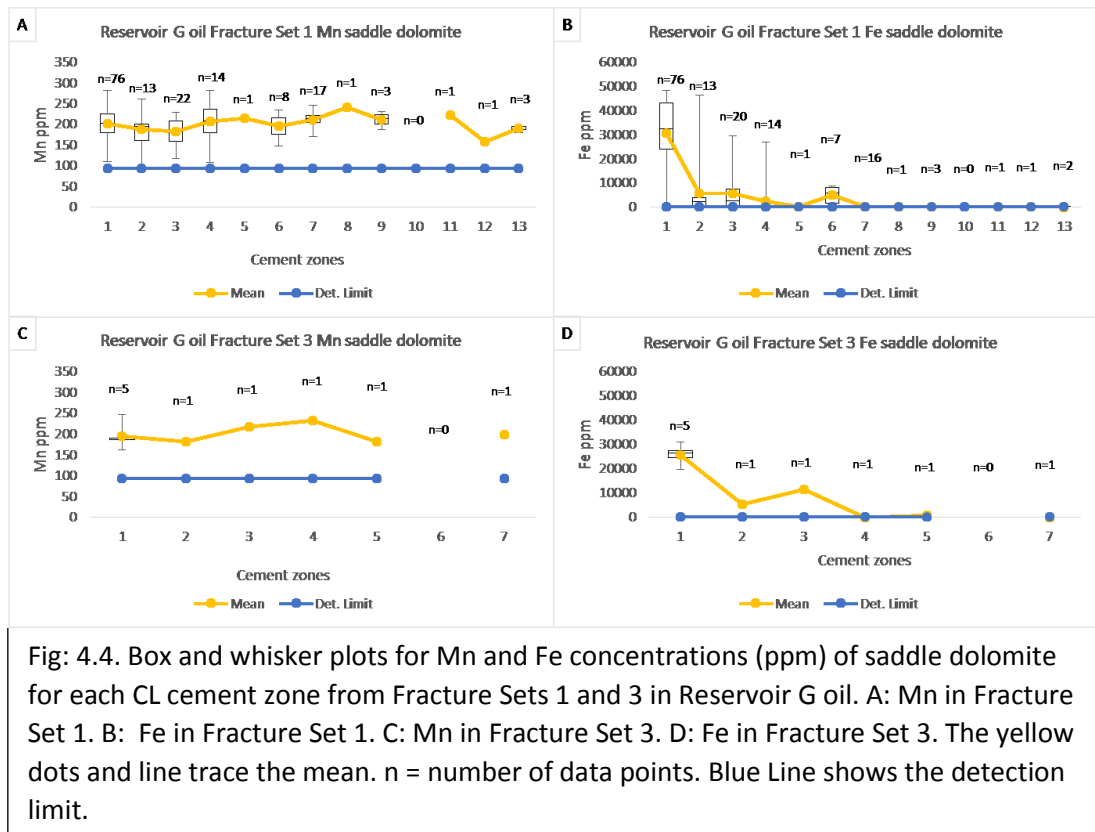 A
Reservoir G oil Fracture Set 1 Mn saddle dolomite
Mn ppm
350
300
250
200
150
100
50
0
n=76
n=13
n=22
n=14
n=1
n=8
n=17
n=1
n=3
n=0
n=1
n=1
n=3
1 2 3 4 5 6 7 8 9 10 11 12 13
Cement zones
Mean Det. Limit
B
Reservoir G oil Fracture Set 1 Fe saddle dolomite
Fe ppm
60000
50000
40000
30000
20000
10000
0
n=76
n=13
n=20
n=14
n=1
n=7
n=16
n=1
n=3
n=0
n=1
n=1
n=2
1 2 3 4 5 6 7 8 9 10 11 12 13
Cement zones
Mean Det. Limit
C
Reservoir G oil Fracture Set 3 Mn saddle dolomite
Mn ppm
350
300
250
200
150
100
50
0
n=5
n=1
n=1
n=1
n=1
n=0
n=1
1 2 3 4 5 6 7
Cement zones
Mean Det. Limit
D
Reservoir G oil Fracture Set 3 Fe saddle dolomite
Fe ppm
60000
50000
40000
30000
20000
10000
0
n=5
n=1
n=1
n=1
n=1
n=0
n=1
1 2 3 4 5 6 7
Cement zones
Mean Det. Limit
Fig: 4.4. Box and whisker plots for Mn and Fe concentrations (ppm) of saddle dolomite
for each CL cement zone from Fracture Sets 1 and 3 in Reservoir G oil. A: Mn in Fracture
Set 1. B: Fe in Fracture Set 1. C: Mn in Fracture Set 3. D: Fe in Fracture Set 3. The yellow
dots and line trace the mean. n = number of data points. Blue Line shows the detection
limit.